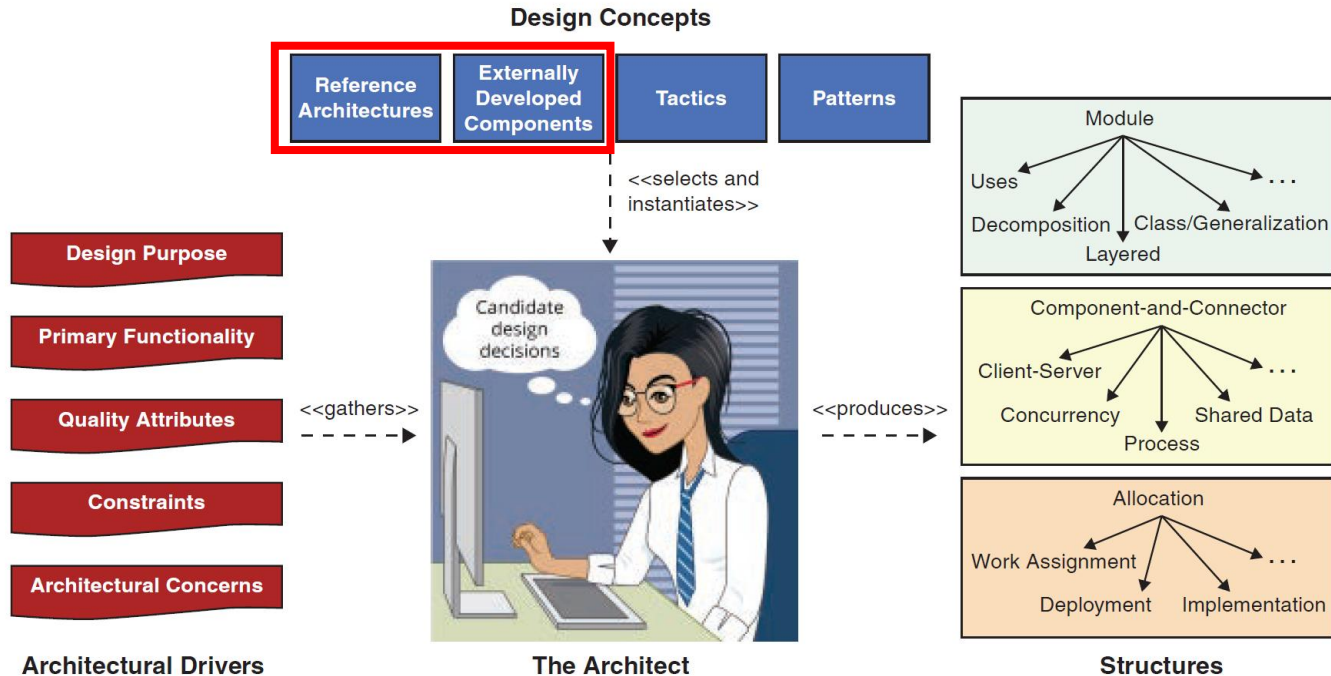 Design Concepts
Reference
Architectures
Externally
Developed
Components
Tactics
Patterns
<<selects and
instantiates>>
Design Purpose
Primary Functionality
Quality Attributes
Constraints
Architectural Concerns
Architectural Drivers
<<gathers>>
Candidate
design
decisions
The Architect
<<produces>>
Module
Uses
. . .
Decomposition
Class/Generalization
Layered
Component-and-Connector
Client-Server
. . .
Concurrency
Shared Data
Process
Allocation
Work Assignment
. . .
Deployment
Implementation
Structures